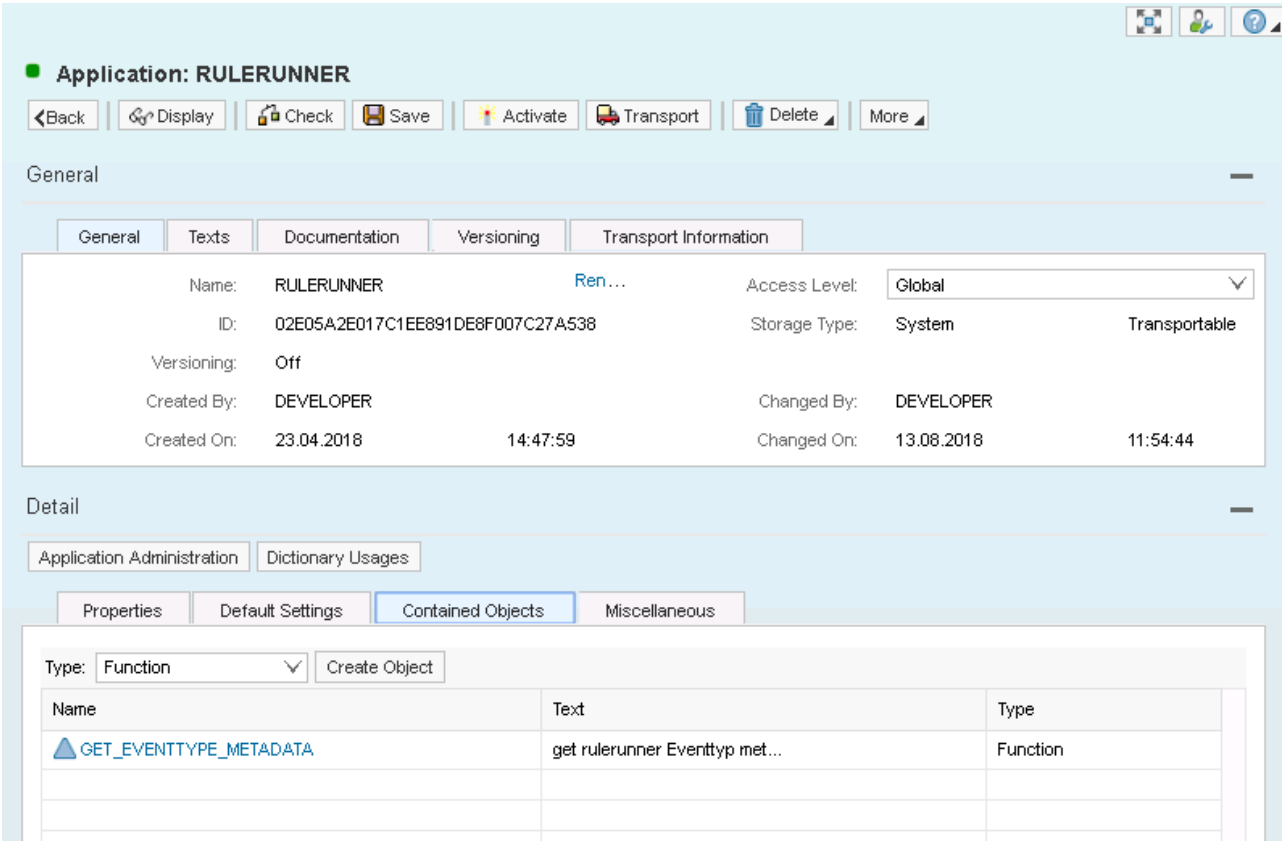 Application: RULERUNNER
Back Display Check Save Activate Transport Delete More
General
General Texts Documentation Versioning Transport Information
Name: RULERUNNER Ren... Access Level: Global
ID: 02E05A2E017C1EE891DE8F007C27A538 Storage Type: System Transportable
Versioning: Off
Created By: DEVELOPER Changed By: DEVELOPER
Created On: 23.04.2018 14:47:59 Changed On: 13.08.2018 11:54:44
Detail
Application Administration Dictionary Usages
Properties Default Settings Contained Objects Miscellaneous
Type: Function Create Object
Name Text Type
GET_EVENTTYPE_METADATA get rulerunner Eventtyp met... Function